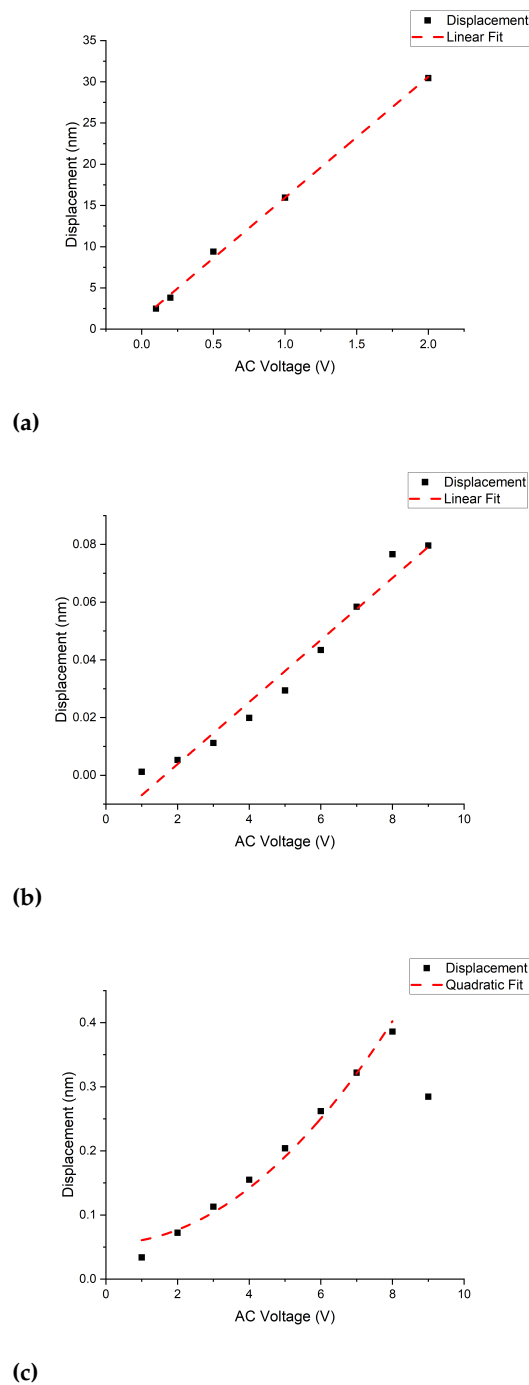 Displacement
Linear Fit
35
30
25
20
15
10
5
0
Displacement (nm)
0.0 0.5 1.0 1.5 2.0
AC Voltage (V)
(a)
Displacement
Linear Fit
0.08
0.06
0.04
0.02
0.00
Displacement (nm)
0 2 4 6 8 10
AC Voltage (V)
(b)
Displacement
Quadratic Fit
0.4
0.3
0.2
0.1
0.0
Displacement (nm)
0 2 4 6 8 10
AC Voltage (V)
(c)